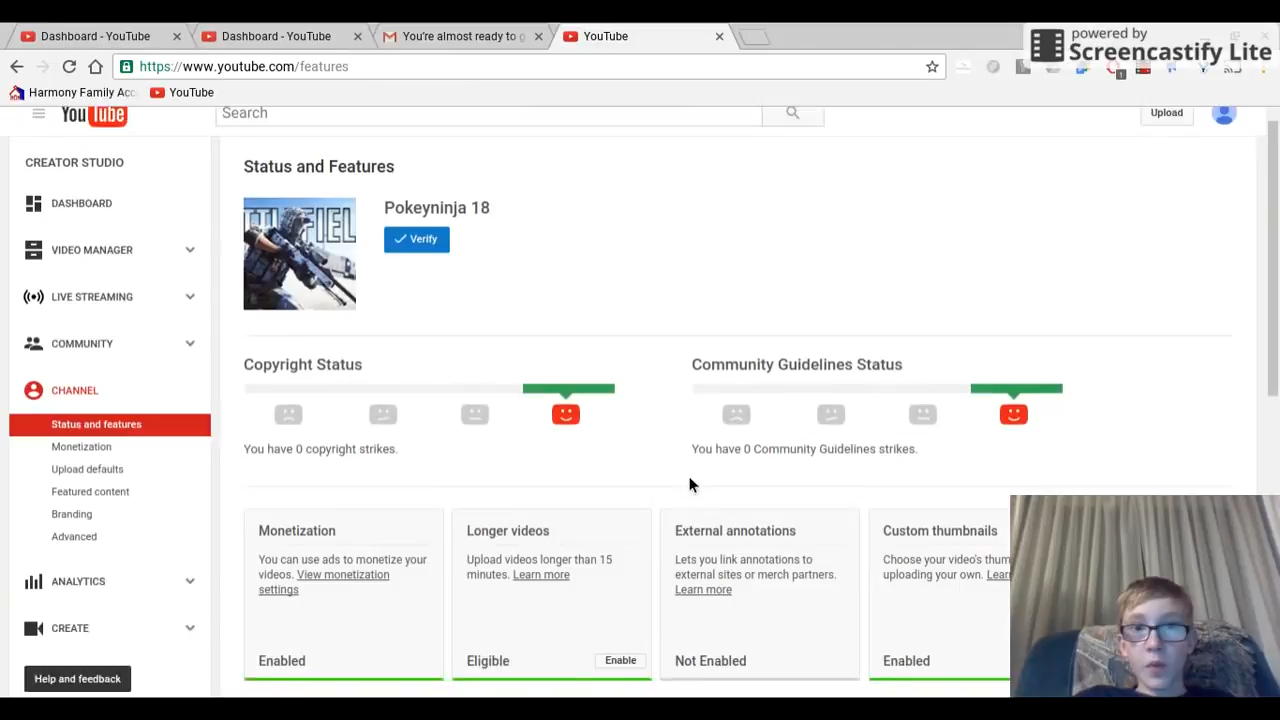 Dashboard - YouTube
Dashboard - YouTube
You're almost ready to g
YouTube
powered by
Screencastify Lite
https://www.youtube.com/features
1
Harmony Family Acc
YouTube
YouTube
Search
Upload
CREATOR STUDIO
DASHBOARD
VIDEO MANAGER
LIVE STREAMING
COMMUNITY
CHANNEL
Status and features
Monetization
Upload defaults
Featured content
Branding
Advanced
ANALYTICS
CREATE
Help and feedback
Status and Features
Pokeyninja 18
Verify
Copyright Status
You have 0 copyright strikes.
Community Guidelines Status
You have 0 Community Guidelines strikes.
Monetization
You can use ads to monetize your
videos. View monetization
settings
Enabled
Longer videos
Upload videos longer than 15
minutes. Learn more
Eligible
Enable
External annotations
Lets you link annotations to
external sites or merch partners.
Learn more
Not Enabled
Custom thumbnails
Choose your video's thum
uploading your own. Lear
Enabled